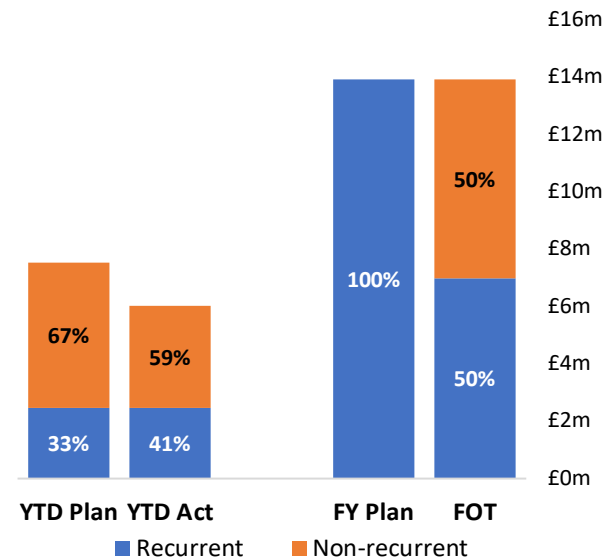 £16m
£14m
£12m
50%
£10m
£8m
100%
£6m
67%
59%
£4m
50%
£2m
33%
41%
£0m
YTD Plan YTD Act FY Plan FOT
Recurrent Non-recurrent